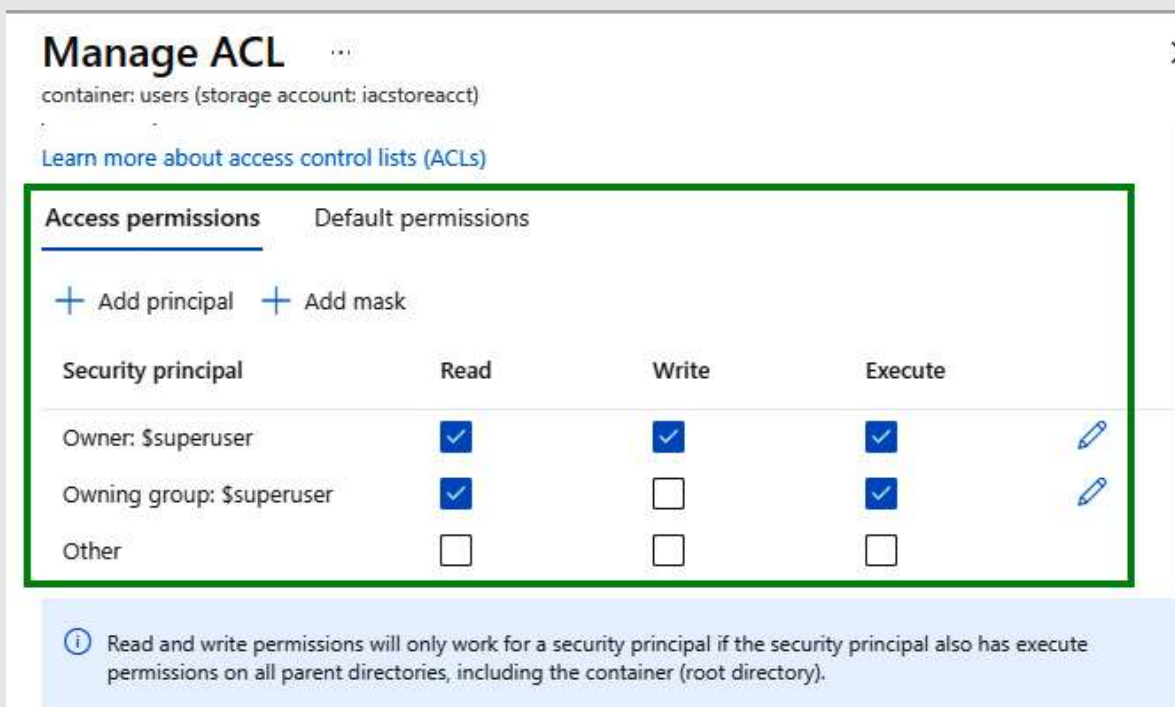 Manage ACL ...
container: users (storage account: iacstoreacct)
Learn more about access control lists (ACLs)
Access permissions Default permissions
+ Add principal + Add mask
Security principal Read Write Execute
Owner: $superuser
Owning group: $superuser
Other
Read and write permissions will only work for a security principal if the security principal also has execute
permissions on all parent directories, including the container (root directory).